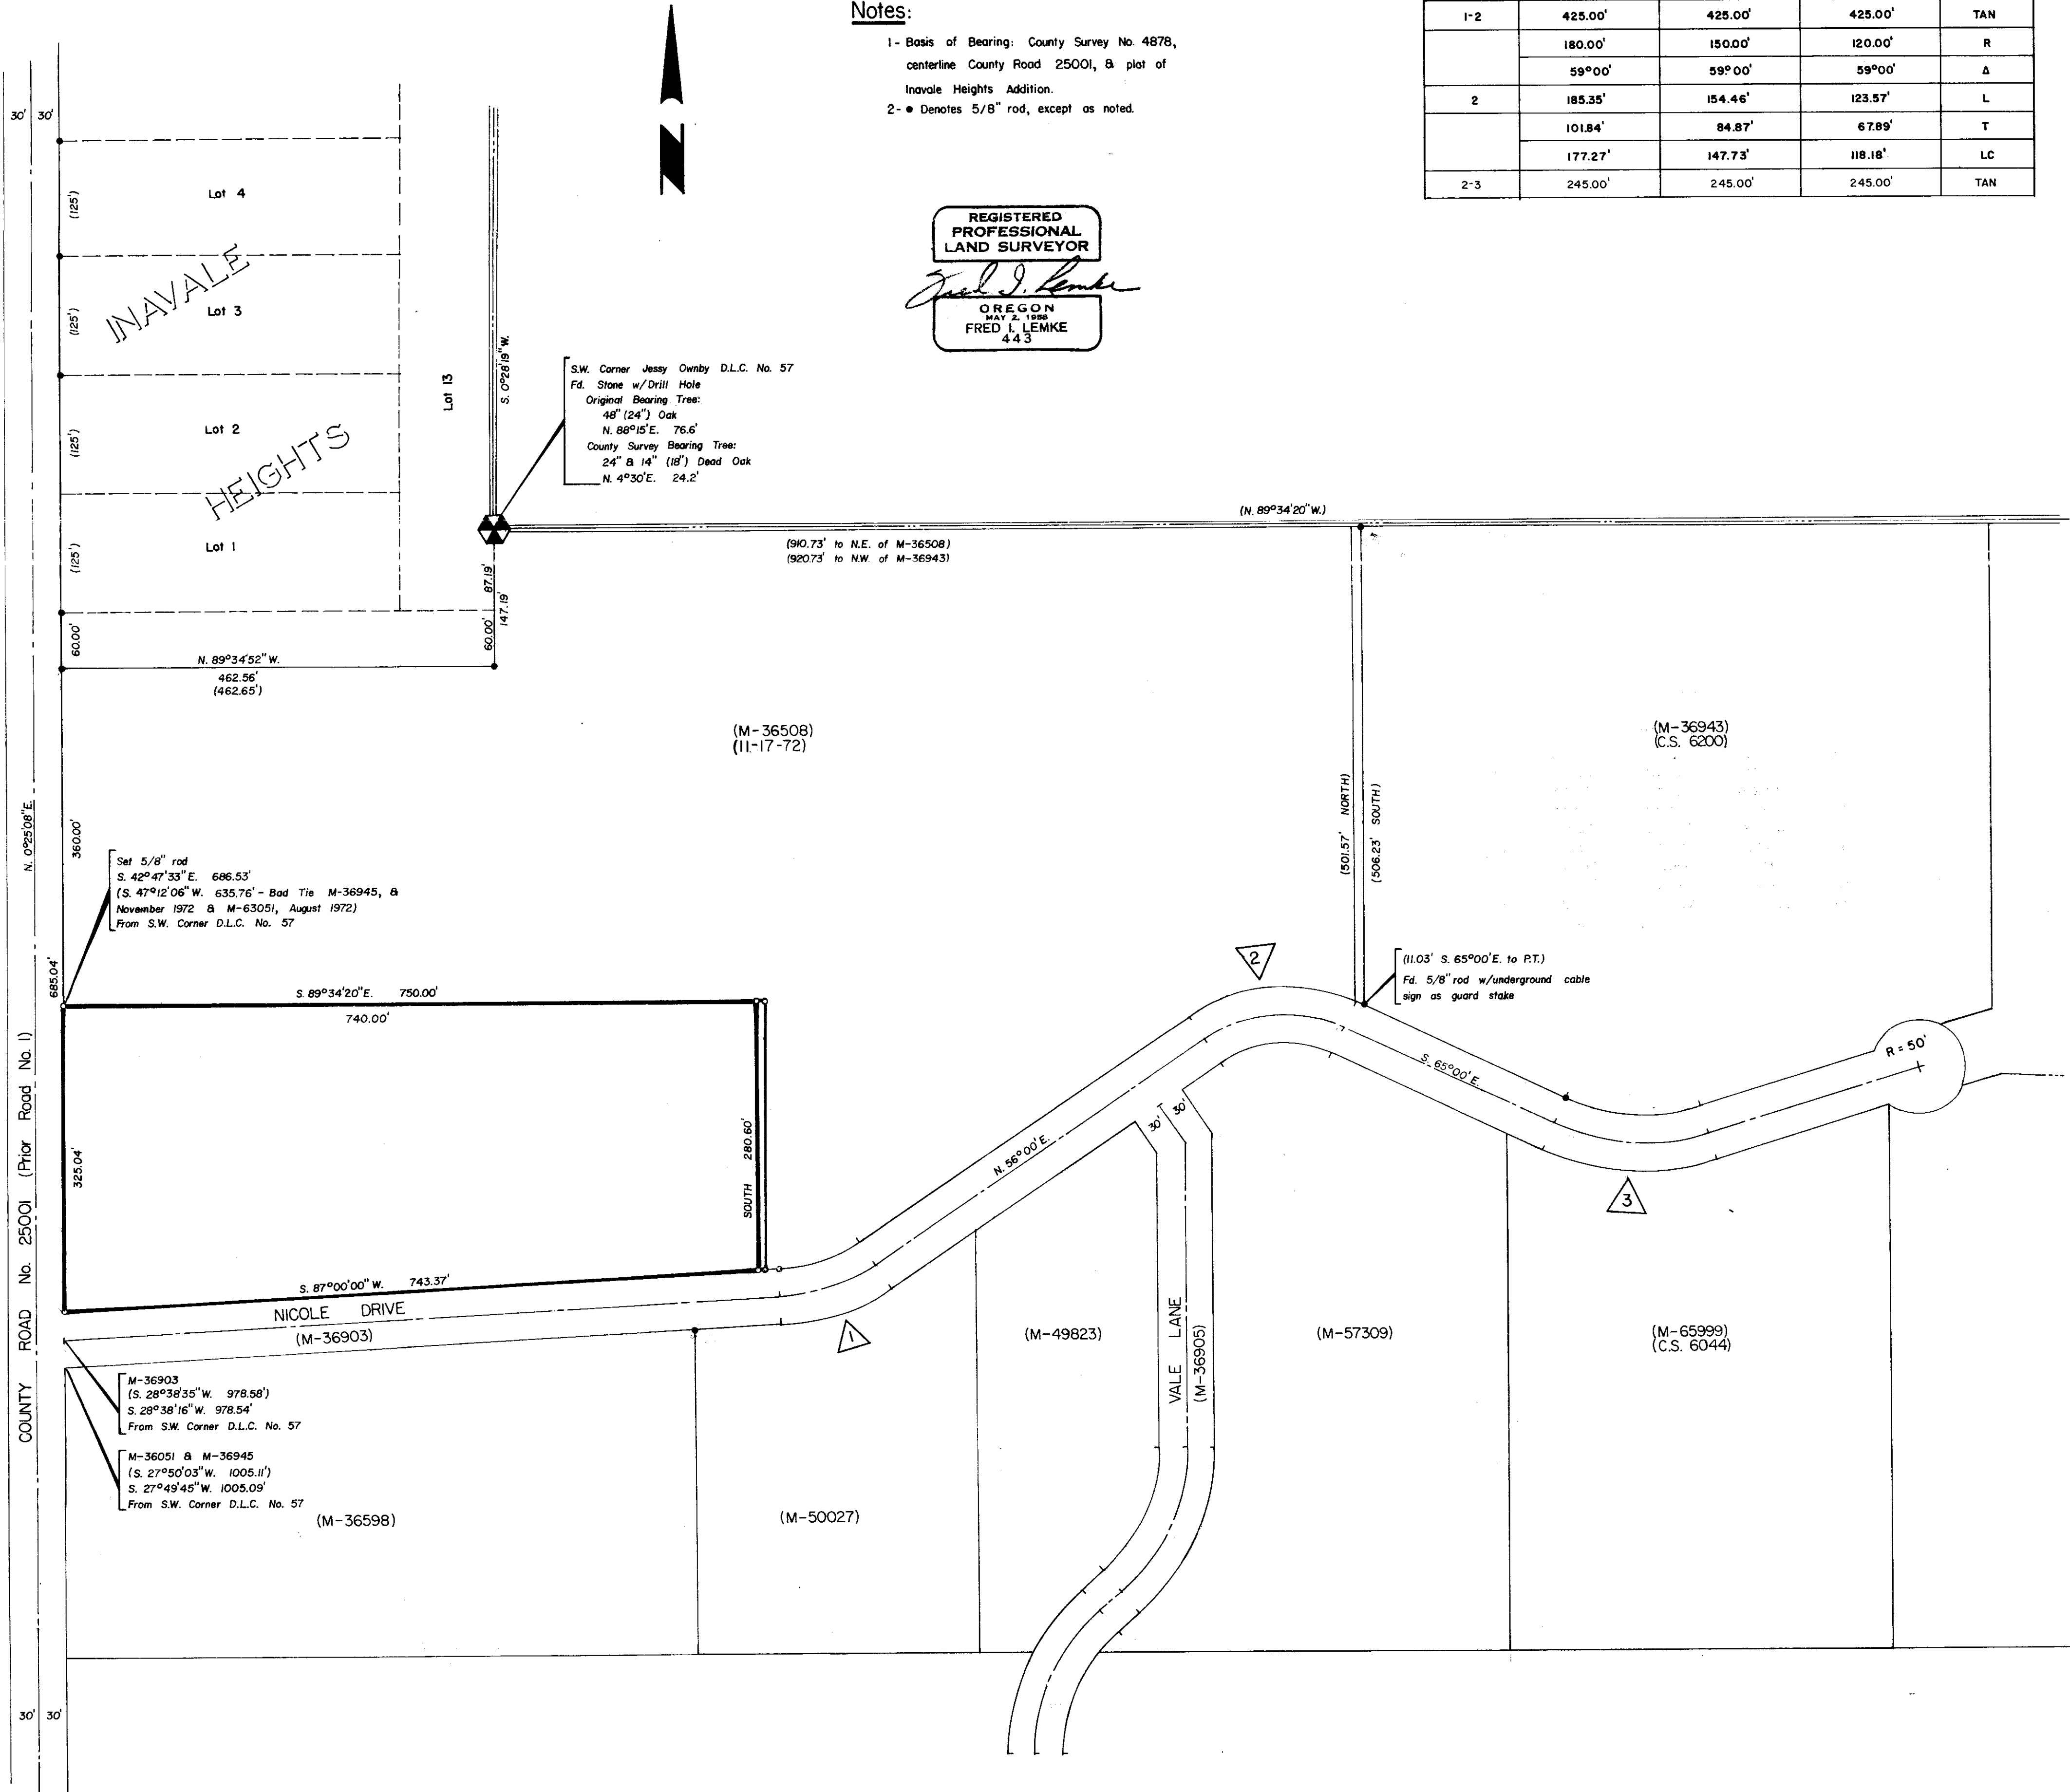 Notes:
1 - Basis of Bearing: County Survey No. 4878,
centerline County Road 25001, & plat of
Inavale Heights Addition.
2- ● Denotes 5/8" rod, except as noted.
1-2 425.00' 425.00' 425.00' TAN
180.00' 150.00' 120.00' R
59°00' 59°00' 59°00' Δ
2 185.35' 154.46' 123.57' L
101.84' 84.87' 67.89' T
177.27' 147.73' 118.18' LC
2-3 245.00' 245.00' 245.00' TAN
REGISTERED
PROFESSIONAL
LAND SURVEYOR
Fred I. Lemke
OREGON
MAY 2, 1958
FRED I. LEMKE
443
N
30' 30'
Lot 4
(125')
INAVALE
Lot 3
(125')
Lot 2
(125')
HEIGHTS
Lot 1
(125')
Lot 13
S. 0°28'19"W.
S.W. Corner Jessy Ownby D.L.C. No. 57
Fd. Stone w/Drill Hole
Original Bearing Tree:
48" (24") Oak
N. 88°15'E. 76.6'
County Survey Bearing Tree:
24" & 14" (18") Dead Oak
N. 4°30'E. 24.2'
(N. 89°34'20"W.)
(910.73' to N.E. of M-36508)
(920.73' to N.W. of M-36943)
87.19'
147.19'
60.00'
60.00'
N. 89°34'52"W.
462.56'
(462.65')
(M-36508)
(11-17-72)
(M-36943)
(C.S. 6200)
(501.57' NORTH)
(506.23' SOUTH)
N. 0°25'08"E.
360.00'
Set 5/8" rod
S. 42°47'33"E. 686.53'
(S. 47°12'06"W. 635.76' - Bad Tie M-36945, &
November 1972 & M-63051, August 1972)
From S.W. Corner D.L.C. No. 57
685.04'
S. 89°34'20"E. 750.00'
740.00'
2
(11.03' S. 65°00'E. to P.T.)
Fd. 5/8" rod w/underground cable
sign as guard stake
S. 65°00'E.
R = 50'
325.04'
SOUTH 280.60'
N. 56°00'E.
30' 30'
3
S. 87°00'00"W. 743.37'
NICOLE DRIVE
(M-36903)
1
(M-49823)
VALE LANE
(M-36905)
(M-57309)
(M-65999)
(C.S. 6044)
COUNTY ROAD No. 25001 (Prior Road No. 1)
M-36903
(S. 28°38'35"W. 978.58')
S. 28°38'16"W. 978.54'
From S.W. Corner D.L.C. No. 57
M-36051 & M-36945
(S. 27°50'03"W. 1005.11')
S. 27°49'45"W. 1005.09'
From S.W. Corner D.L.C. No. 57
(M-36598)
(M-50027)
30' 30'